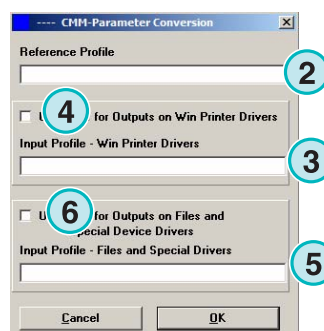 ---- CMM-Parameter Conversion
Reference Profile
2
4
for Outputs on Win Printer Drivers
Input Profile - Win Printer Drivers
3
6
for Outputs on Files and
Device Drivers
Input Profile - Files and Special Drivers
5
Cancel
OK